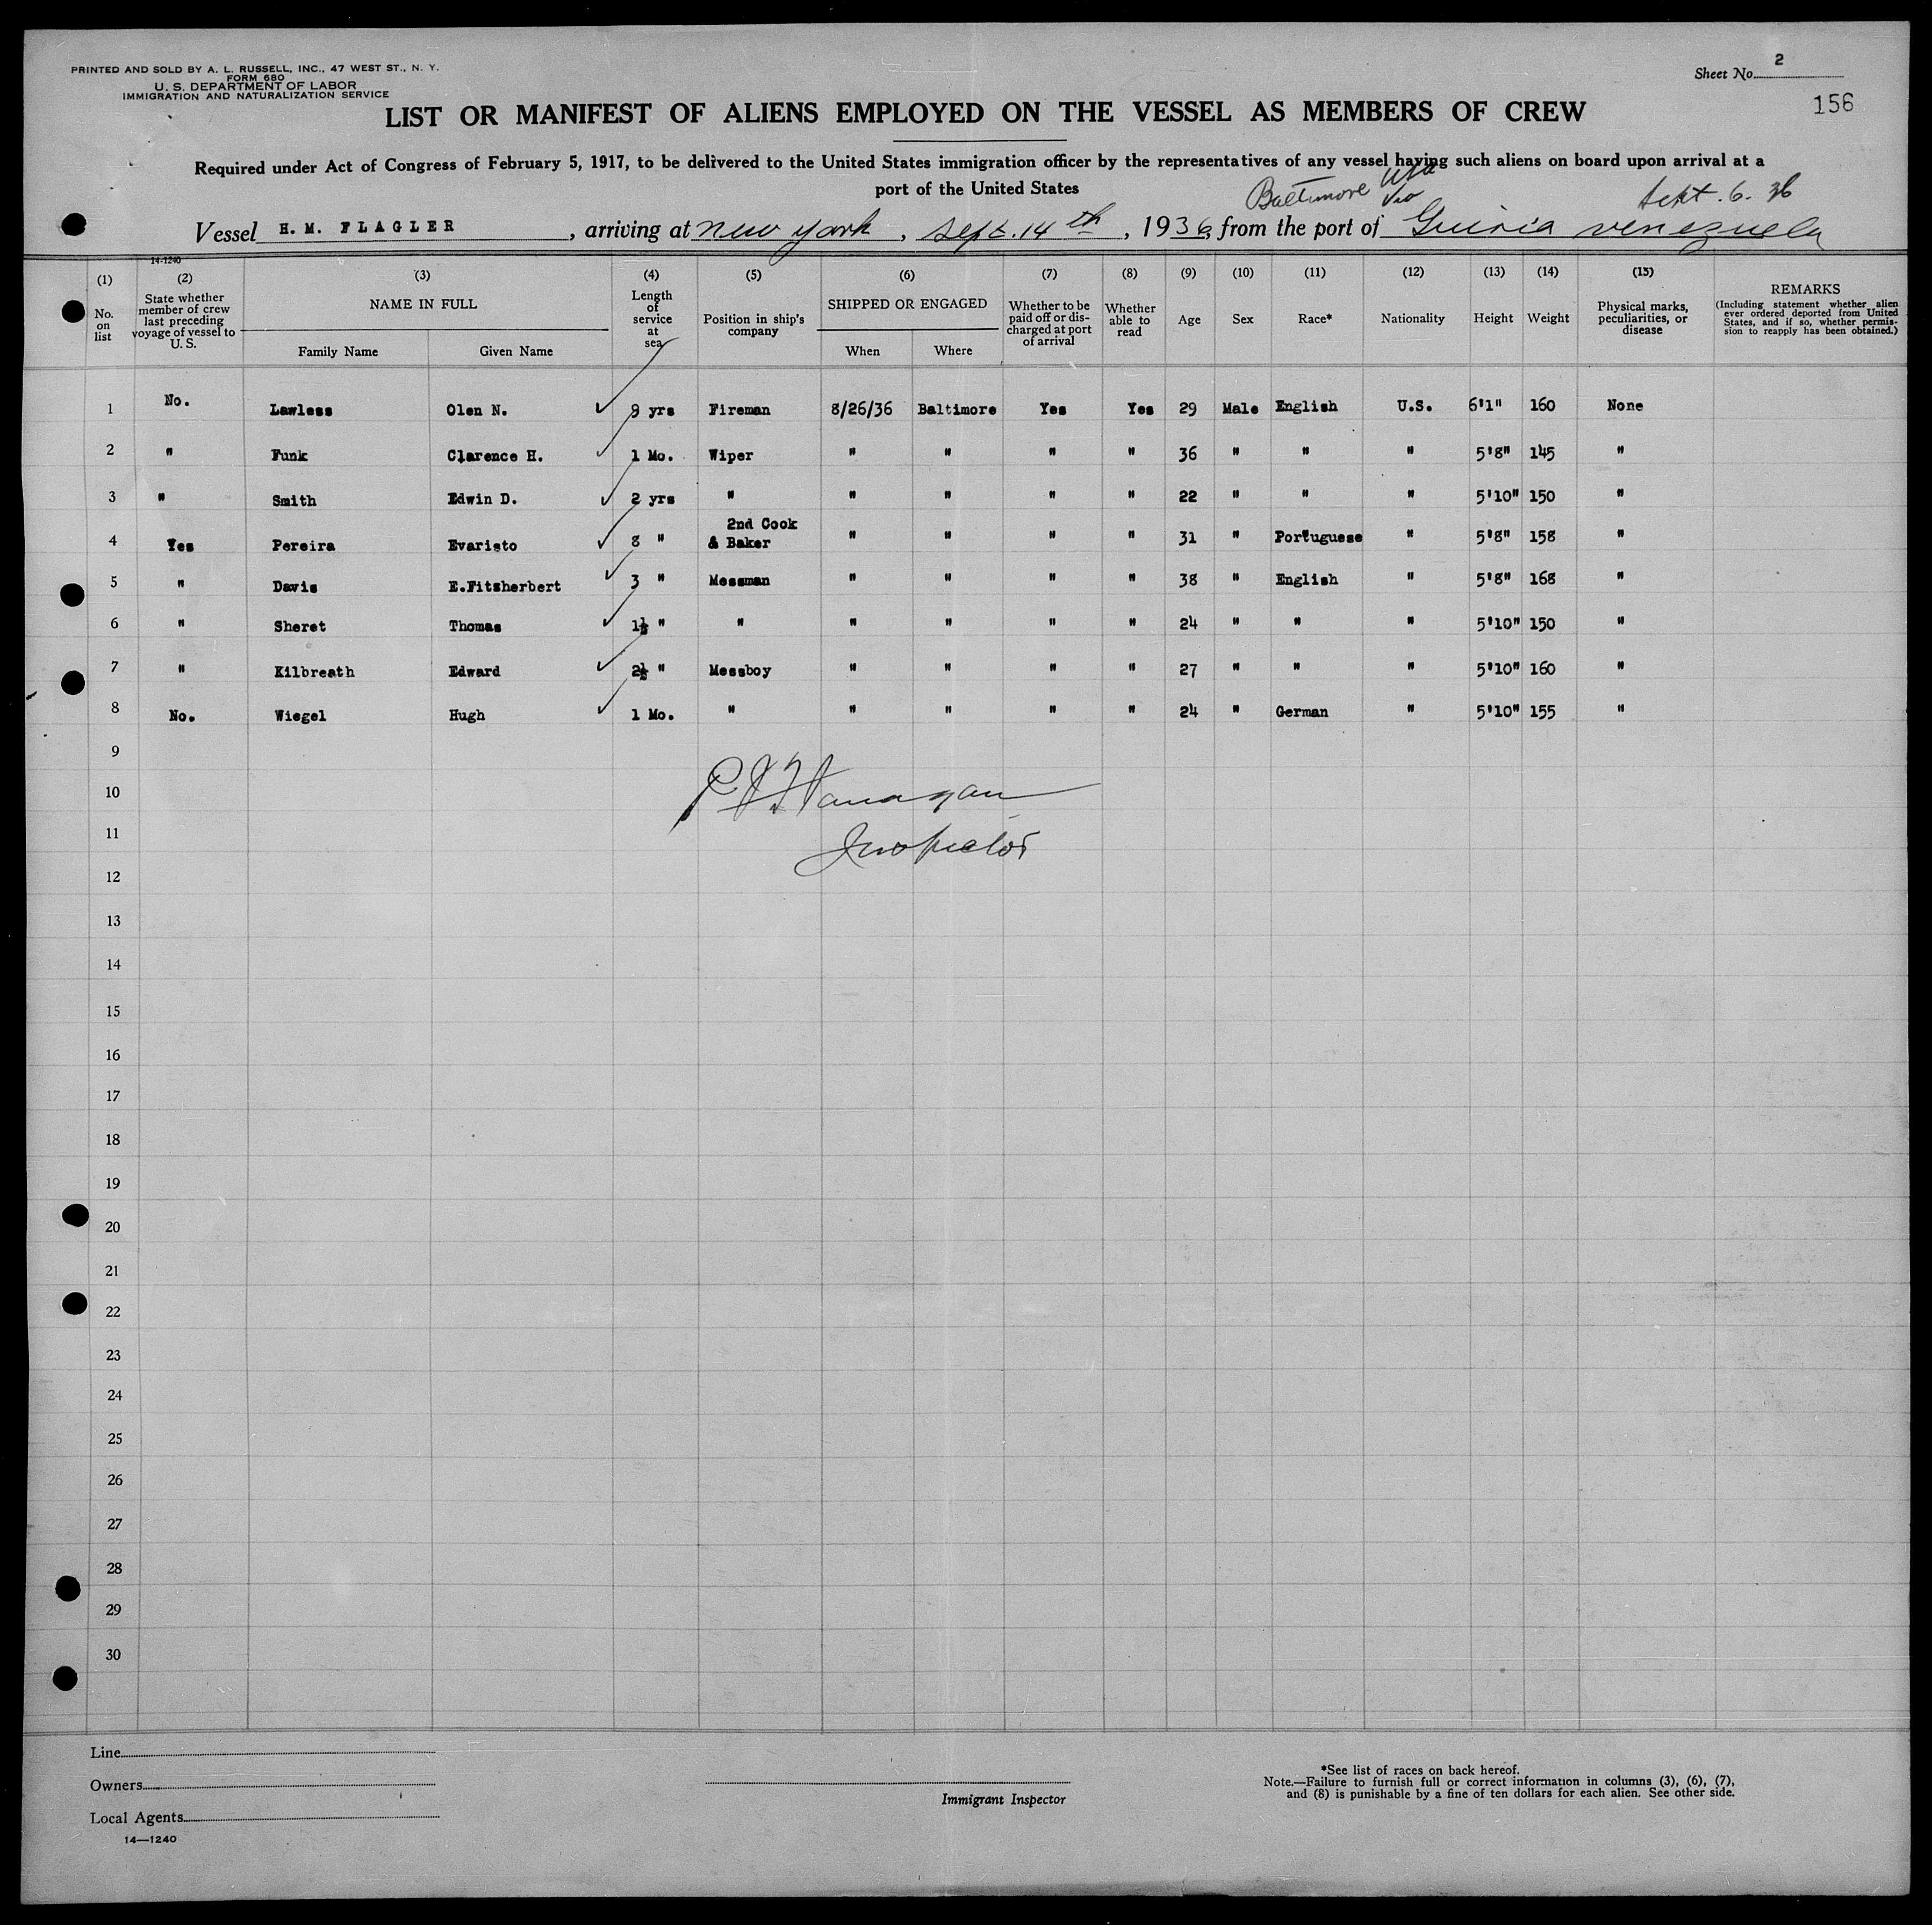 PRINTED AND SOLD BY A. L. RUSSELL, INC., 47 WEST ST., N. Y.
FORM 680
U. S. DEPARTMENT OF LABOR
IMMIGRATION AND NATURALIZATION SERVICE
Sheet No. 2
156
LIST OR MANIFEST OF ALIENS EMPLOYED ON THE VESSEL AS MEMBERS OF CREW
Required under Act of Congress of February 5, 1917, to be delivered to the United States immigration officer by the representatives of any vessel having such aliens on board upon arrival at a
port of the United States
Baltimore USA Via Sept. 6. 36
Vessel H. M. FLAGLER, arriving at New York, Sept. 14th, 1936, from the port of Guiria Venezuela
14-1240
(1) No. on list
(2) State whether member of crew last preceding voyage of vessel to U. S.
(3) NAME IN FULL
Family Name Given Name
(4) Length of service at sea
(5) Position in ship's company
(6) SHIPPED OR ENGAGED
When Where
(7) Whether to be paid off or discharged at port of arrival
(8) Whether able to read
(9) Age
(10) Sex
(11) Race*
(12) Nationality
(13) Height
(14) Weight
(15) Physical marks, peculiarities, or disease
REMARKS
(Including statement whether alien ever ordered deported from United States, and if so, whether permission to reapply has been obtained.)
1 No. Lawless Olen N. 9 yrs Fireman 8/26/36 Baltimore Yes Yes 29 Male English U.S. 6'1" 160 None
2 " Funk Clarence H. 1 Mo. Wiper " " " " 36 " " " 5'8" 145 "
3 " Smith Edwin D. 2 yrs " " " " " 22 " " " 5'10" 150 "
4 Yes Pereira Evaristo 8 " 2nd Cook & Baker " " " " 31 " Portuguese " 5'8" 158 "
5 " Davis E.Fitzherbert 3 " Messman " " " " 38 " English " 5'8" 168 "
6 " Sheret Thomas 1½ " " " " " " 24 " " " 5'10" 150 "
7 " Kilbreath Edward 2½ " Messboy " " " " 27 " " " 5'10" 160 "
8 No. Wiegel Hugh 1 Mo. " " " " " 24 " German " 5'10" 155 "
9
10 P J Flanagan
11 Inspector
12
13
14
15
16
17
18
19
20
21
22
23
24
25
26
27
28
29
30
Line
Owners
Local Agents
14—1240
Immigrant Inspector
*See list of races on back hereof.
Note.—Failure to furnish full or correct information in columns (3), (6), (7),
and (8) is punishable by a fine of ten dollars for each alien. See other side.